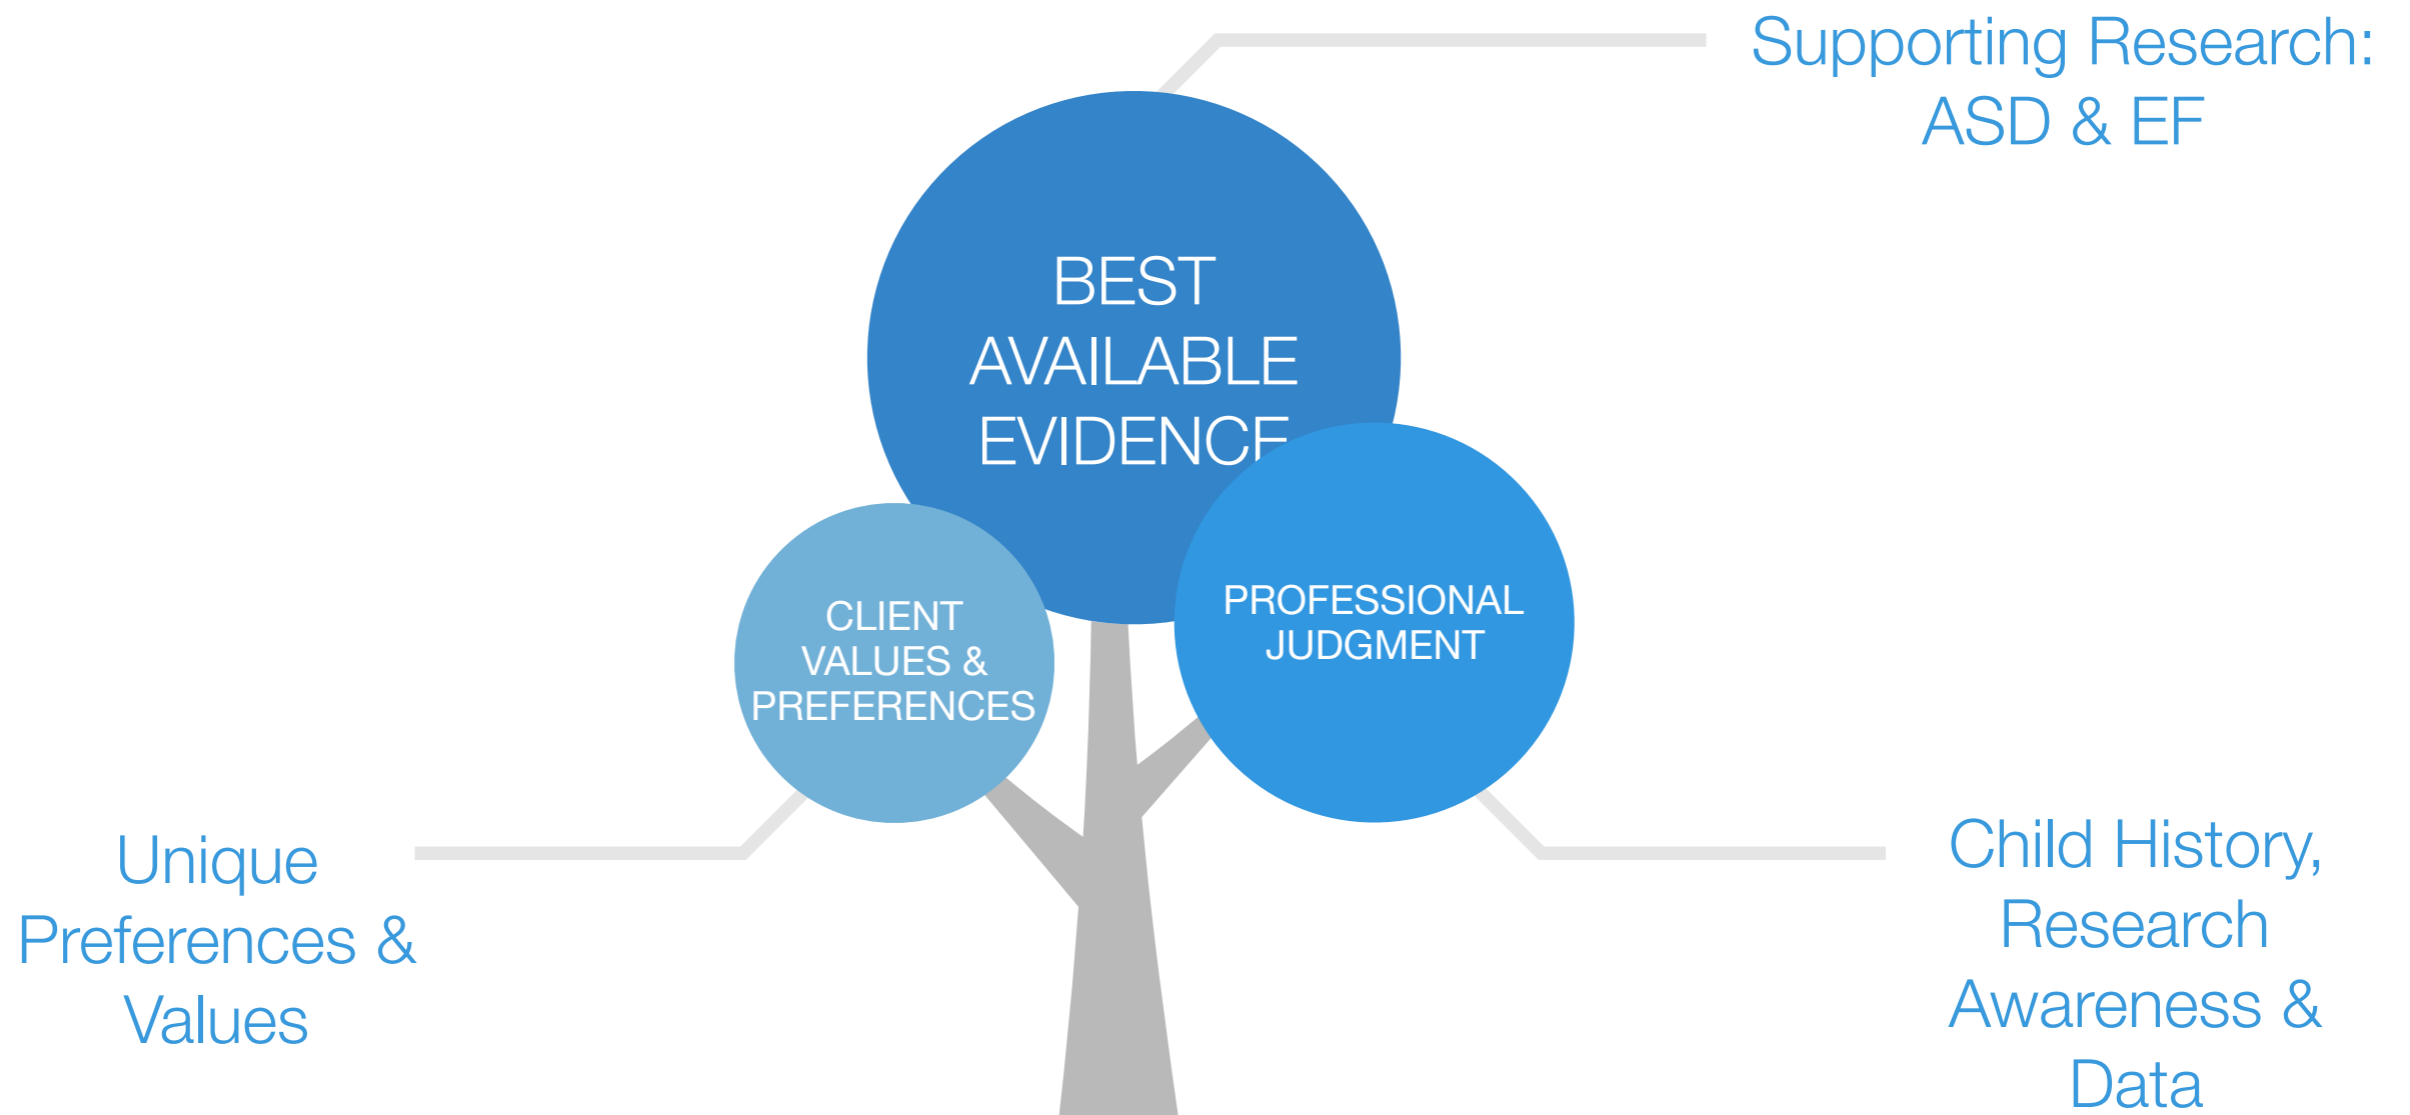 Supporting Research:
ASD & EF
BEST
AVAILABLE
EVIDENCE
CLIENT
VALUES &
PREFERENCES
PROFESSIONAL
JUDGMENT
Unique
Preferences &
Values
Child History,
Research
Awareness &
Data